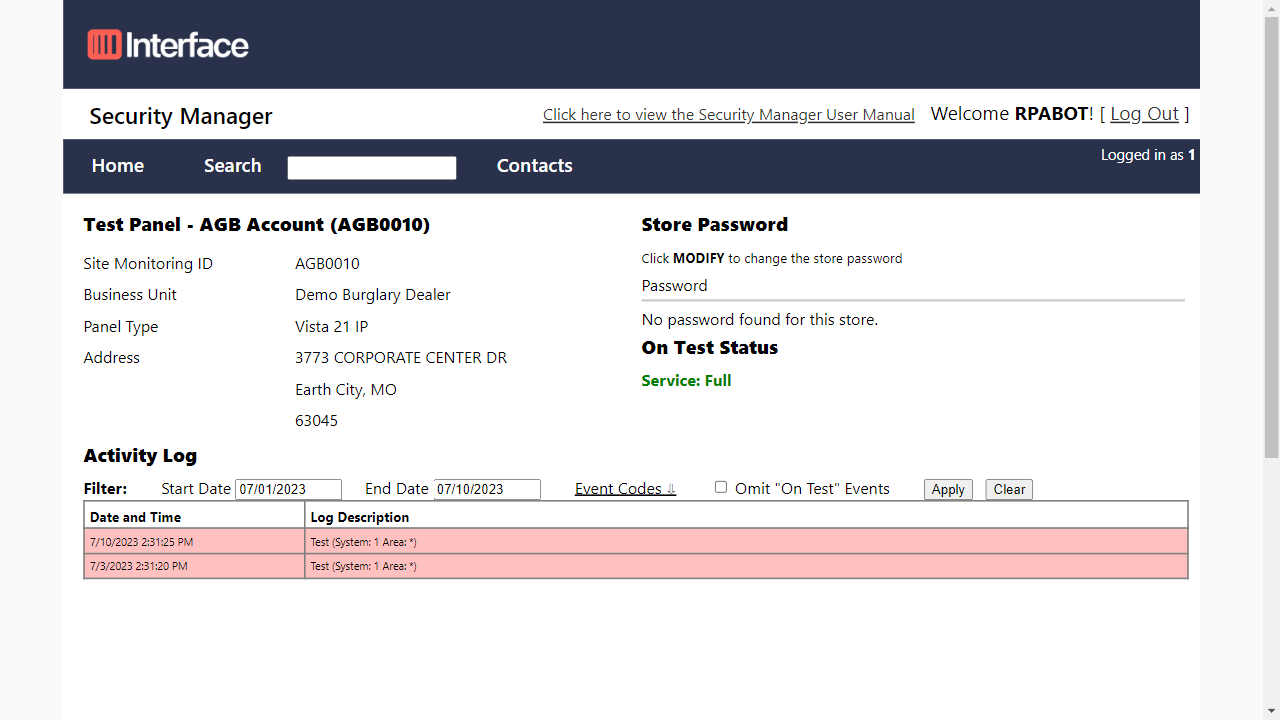 Interface
Security Manager
Click here to view the Security Manager User Manual
Welcome RPABOT! [ Log Out ]
Home
Search
Contacts
Logged in as 1
Test Panel - AGB Account (AGB0010)
Site Monitoring ID AGB0010
Business Unit Demo Burglary Dealer
Panel Type Vista 21 IP
Address 3773 CORPORATE CENTER DR
Earth City, MO
63045
Store Password
Click MODIFY to change the store password
Password
No password found for this store.
On Test Status
Service: Full
Activity Log
Filter: Start Date 07/01/2023 End Date 07/10/2023 Event Codes ⇩ Omit "On Test" Events Apply Clear
Date and Time Log Description
7/10/2023 2:31:25 PM Test (System: 1 Area: *)
7/3/2023 2:31:20 PM Test (System: 1 Area: *)